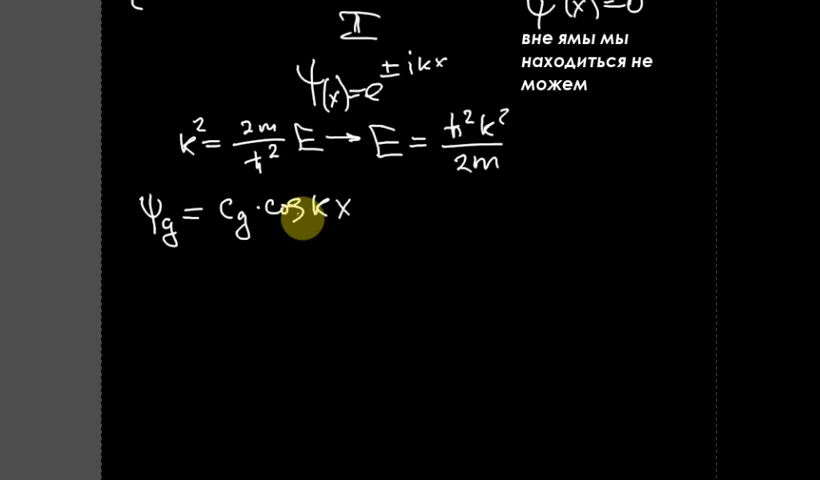 ψ(x)=0
II
вне ямы мы
находиться не
можем
ψ(x)=e^{±ikx}
k² = 2m/ħ² E → E = ħ²k²/2m
ψ_g = C_g · cos kx